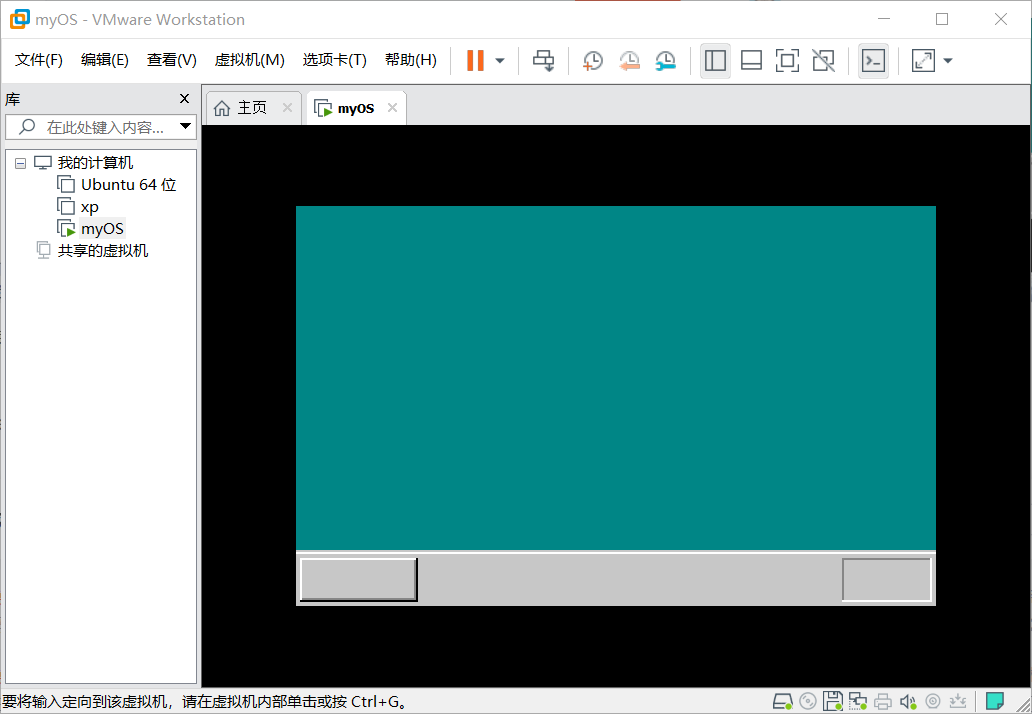 myOS - VMware Workstation
文件(F) 编辑(E) 查看(V) 虚拟机(M) 选项卡(T) 帮助(H)
库
在此处键入内容...
主页
myOS
我的计算机
Ubuntu 64 位
xp
myOS
共享的虚拟机
要将输入定向到该虚拟机，请在虚拟机内部单击或按 Ctrl+G。